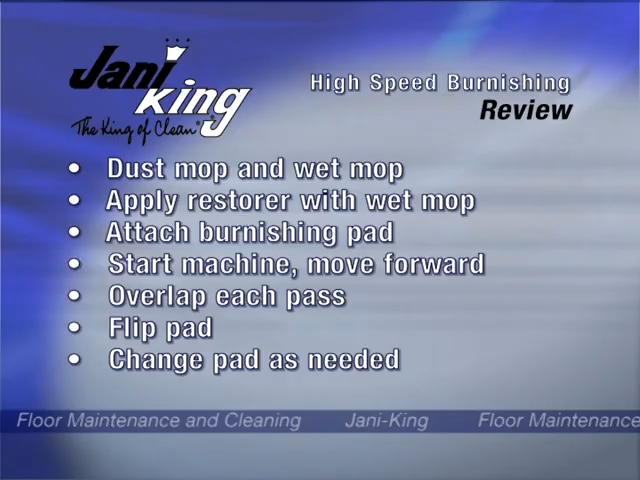 Jani
King
The King of Clean®
High Speed Burnishing
Review
• Dust mop and wet mop
• Apply restorer with wet mop
• Attach burnishing pad
• Start machine, move forward
• Overlap each pass
• Flip pad
• Change pad as needed
Floor Maintenance and Cleaning Jani-King Floor Maintenance